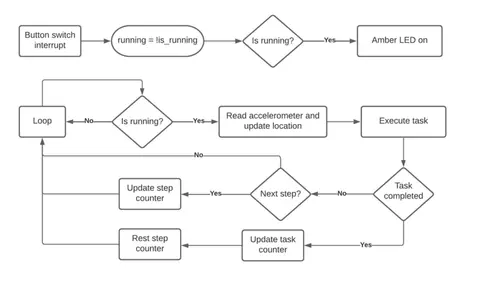 Button switch
interrupt
running = !is_running
Is running?
Yes
Amber LED on
Loop
No
Is running?
Yes
Read accelerometer and
update location
Execute task
No
Update step
counter
Yes
Next step?
No
Task
completed
Rest step
counter
Update task
counter
Yes